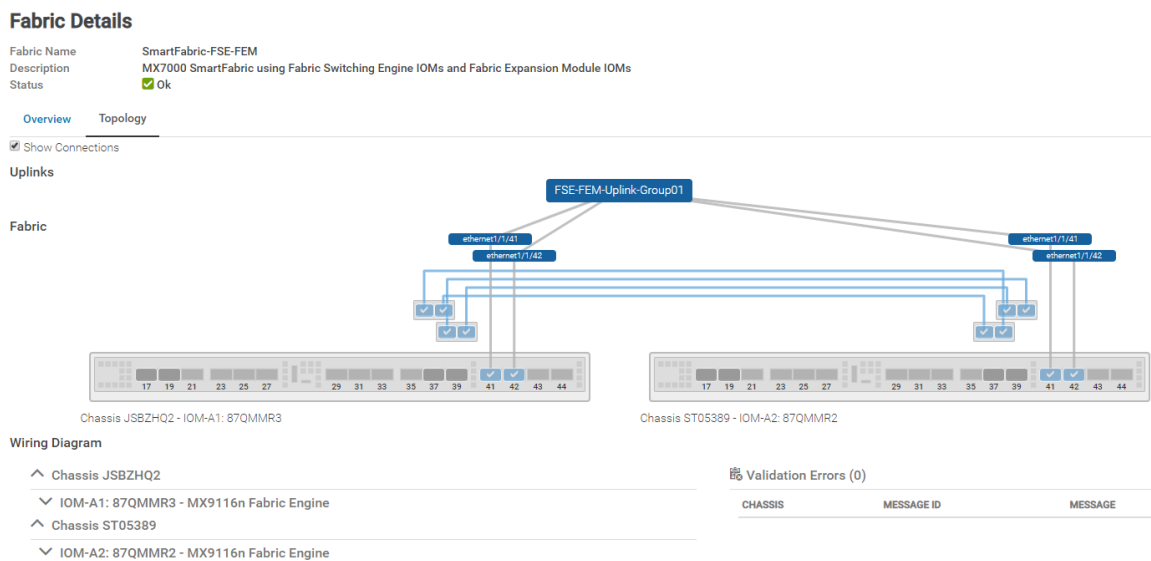 Fabric Details
Fabric Name SmartFabric-FSE-FEM
Description MX7000 SmartFabric using Fabric Switching Engine IOMs and Fabric Expansion Module IOMs
Status Ok
Overview Topology
Show Connections
Uplinks
FSE-FEM-Uplink-Group01
Fabric
ethernet1/1/41 ethernet1/1/41
ethernet1/1/42 ethernet1/1/42
17 19 21 23 25 27 29 31 33 35 37 39 41 42 43 44 17 19 21 23 25 27 29 31 33 35 37 39 41 42 43 44
Chassis JSBZHQ2 - IOM-A1: 87QMMR3 Chassis ST05389 - IOM-A2: 87QMMR2
Wiring Diagram
Chassis JSBZHQ2 Validation Errors (0)
IOM-A1: 87QMMR3 - MX9116n Fabric Engine CHASSIS MESSAGE ID MESSAGE
Chassis ST05389
IOM-A2: 87QMMR2 - MX9116n Fabric Engine